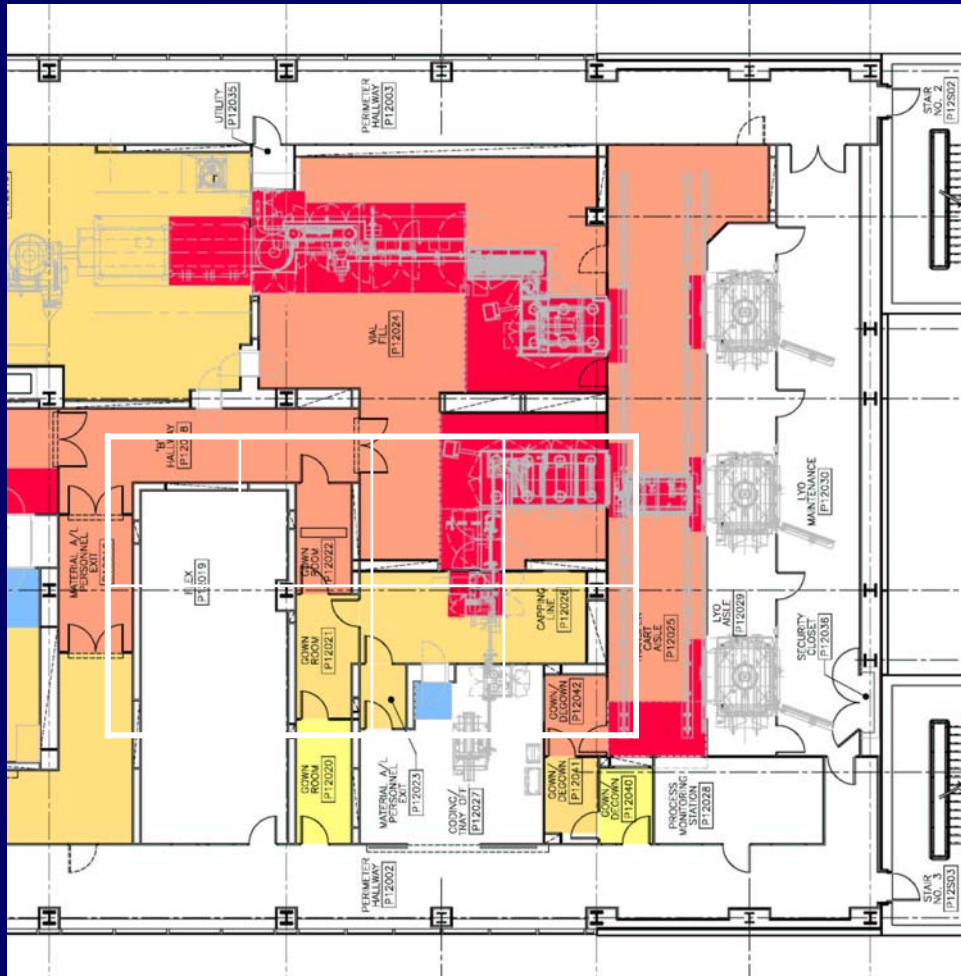 UTILITY
P12035
PERIMETER
HALLWAY
P12003
STAIR
NO. 2
P12S02
VIAL
FILL
P12024
"B"
HALLWAY
MATERIAL A/L
PERSONNEL
EXIT
P12019
GOWN
ROOM
P12022
GOWN
ROOM
P12021
GOWN
ROOM
P12020
CAPPING
LINE
P12026
CART
AISLE
P12025
LYO
AISLE
P12029
LYO
MAINTENANCE
P12030
SECURITY
CLOSET
P12036
GOWN/
DEGOWN
P12042
GOWN/
DEGOWN
P12041
GOWN/
DEGOWN
P12040
MATERIAL A/L
PERSONNEL
EXIT
P12023
CODING/
TRAY OFF
P12027
PROCESS
MONITORING
STATION
P12028
PERIMETER
HALLWAY
P12002
STAIR
NO. 3
P12S03